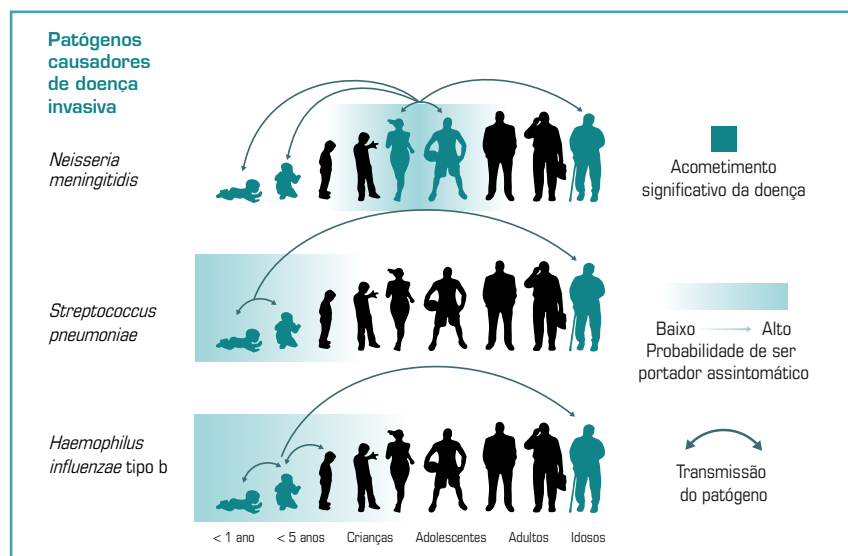 Patógenos
causadores
de doença
invasiva
Neisseria
meningitidis
Acometimento
significativo da doença
Streptococcus
pneumoniae
Baixo Alto
Probabilidade de ser
portador assintomático
Haemophilus
influenzae tipo b
Transmissão
do patógeno
< 1 ano < 5 anos Crianças Adolescentes Adultos Idosos